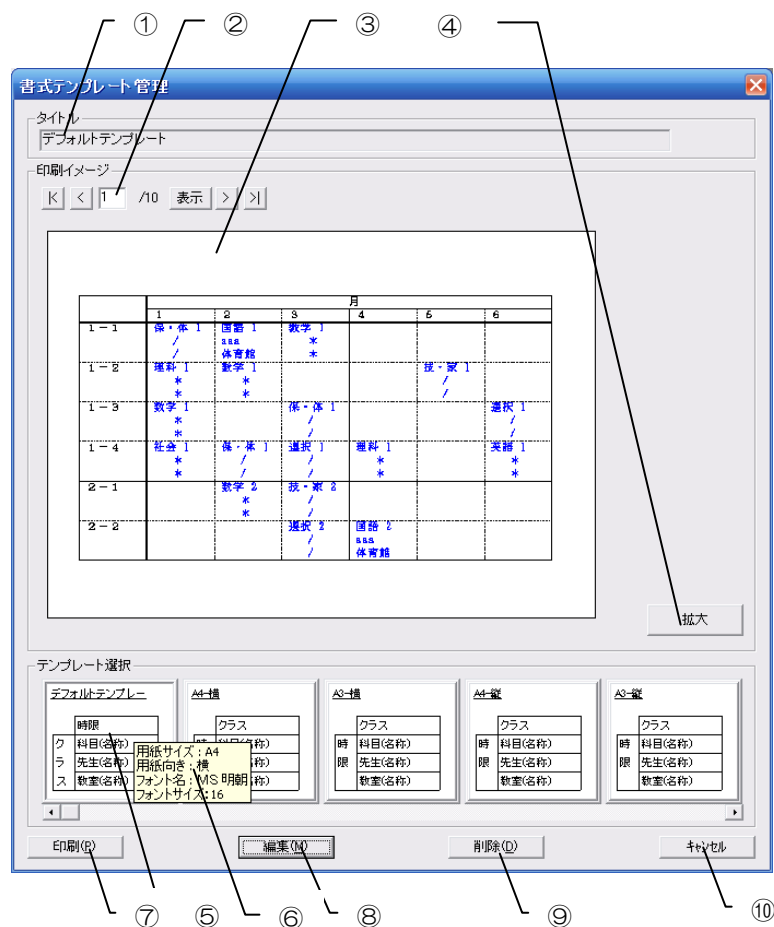 ① ② ③ ④
書式テンプレート管理
タイトル
デフォルトテンプレート
印刷イメージ
|< < 1 /10 表示 > >|
月
1 2 3 4 5 6
1-1 保・体 1 国語 1 数学 1
/ aaa *
/ 体育館 *
1-2 理科 1 数学 1 技・家 1
* * /
* * /
1-3 数学 1 保・体 1 選択 1
* / /
* / /
1-4 社会 1 保・体 1 選択 1 理科 1 英語 1
* / / * *
* / / * *
2-1 数学 2 技・家 2
* /
* /
2-2 選択 2 国語 2
/ aaa
/ 体育館
拡大
テンプレート選択
デフォルトテンプレー A4-横 A3-横 A4-縦 A3-縦
時限 クラス クラス クラス クラス
ク 科目(名称) 時 科目(名称) 時 科目(名称) 時 科目(名称) 時 科目(名称)
ラ 先生(名称) 称) 限 先生(名称) 限 先生(名称) 限 先生(名称)
ス 教室(名称) 称) 教室(名称) 教室(名称) 教室(名称)
用紙サイズ:A4
用紙向き:横
フォント名:MS 明朝
フォントサイズ:16
印刷(P) 編集(M) 削除(D) キャンセル
⑦ ⑤ ⑥ ⑧ ⑨ ⑩